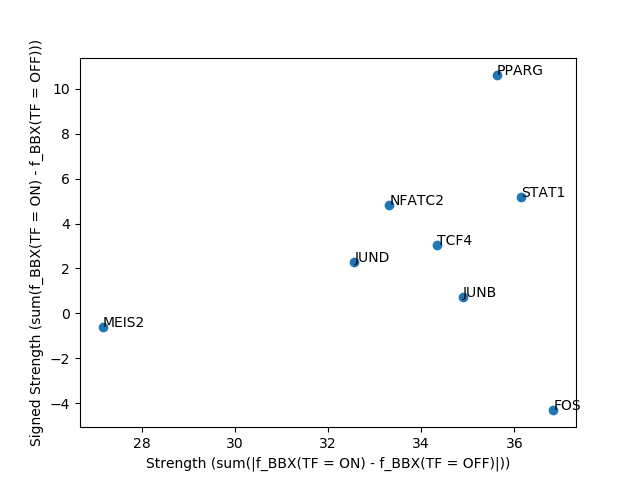 PPARG
STAT1
NFATC2
TCF4
JUND
JUNB
MEIS2
FOS
10
8
6
4
2
0
−2
−4
28
30
32
34
36
Strength (sum(|f_BBX(TF = ON) - f_BBX(TF = OFF)|))
Signed Strength (sum(f_BBX(TF = ON) - f_BBX(TF = OFF)))